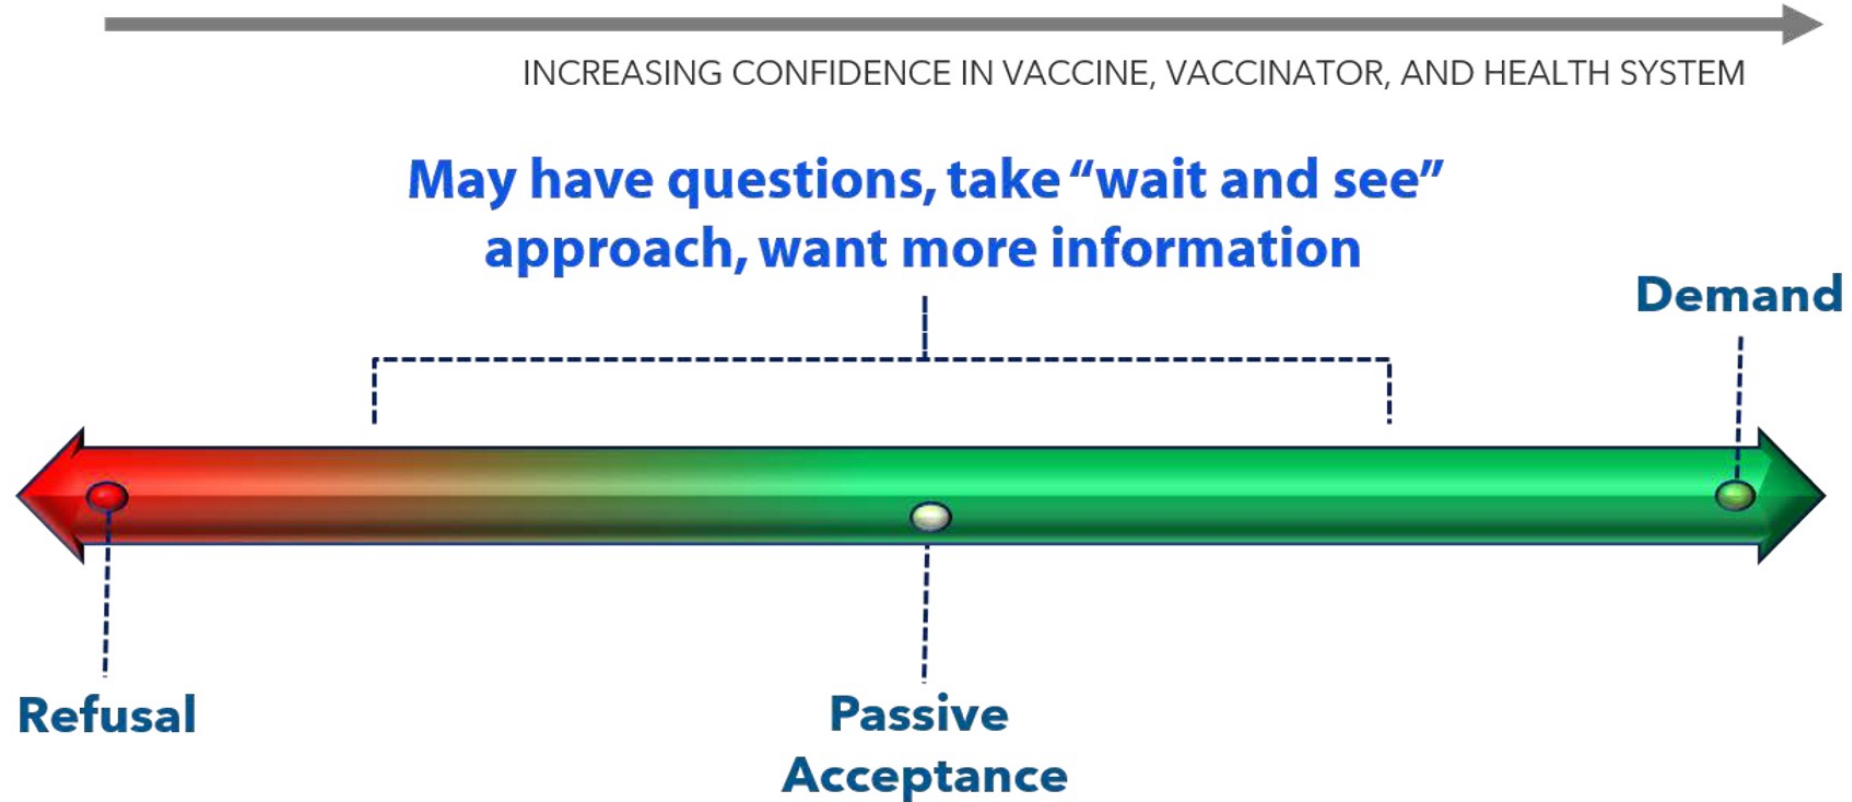 INCREASING CONFIDENCE IN VACCINE, VACCINATOR, AND HEALTH SYSTEM
May have questions, take “wait and see”
approach, want more information
Demand
Refusal
Passive
Acceptance